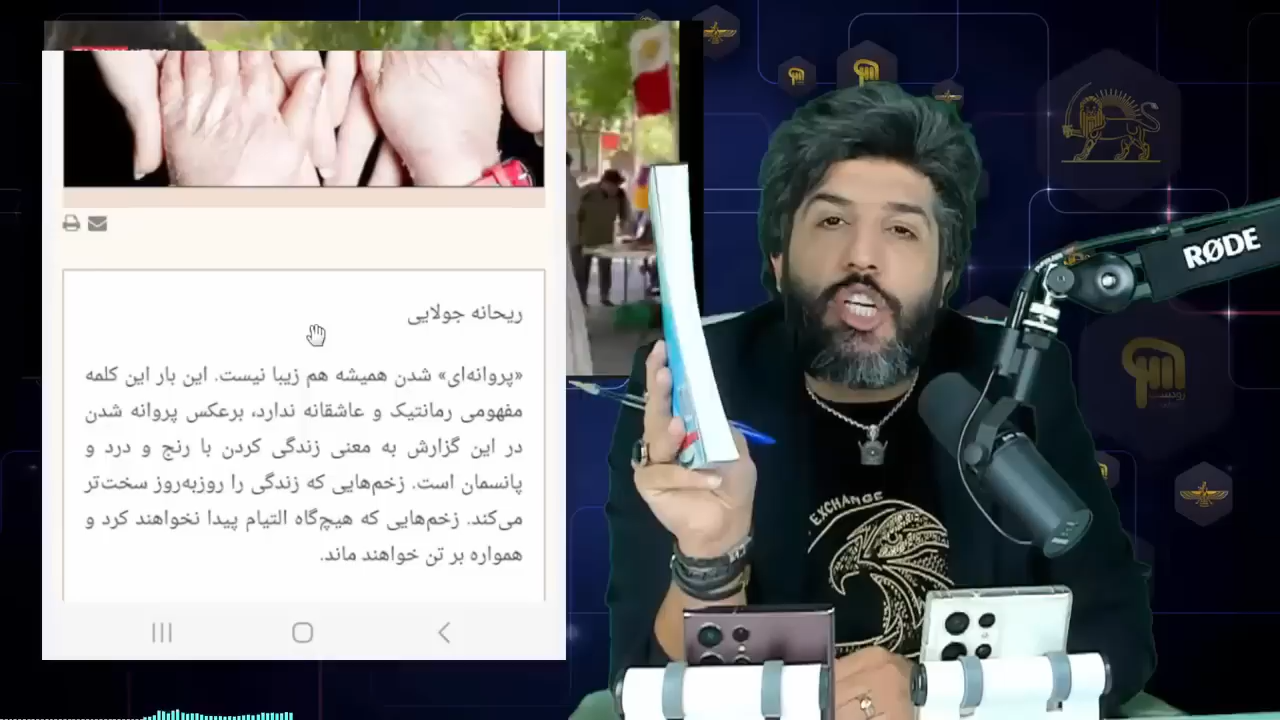 ریحانه جولایی
«پروانه‌ای» شدن همیشه هم زیبا نیست. این بار این کلمه
مفهومی رمانتیک و عاشقانه ندارد، برعکس پروانه شدن
در این گزارش به معنی زندگی کردن با رنج و درد و
پانسمان است. زخم‌هایی که زندگی را روزبه‌روز سخت‌تر
می‌کند. زخم‌هایی که هیچ‌گاه التیام پیدا نخواهند کرد و
همواره بر تن خواهند ماند.
RØDE
EXCHANGE